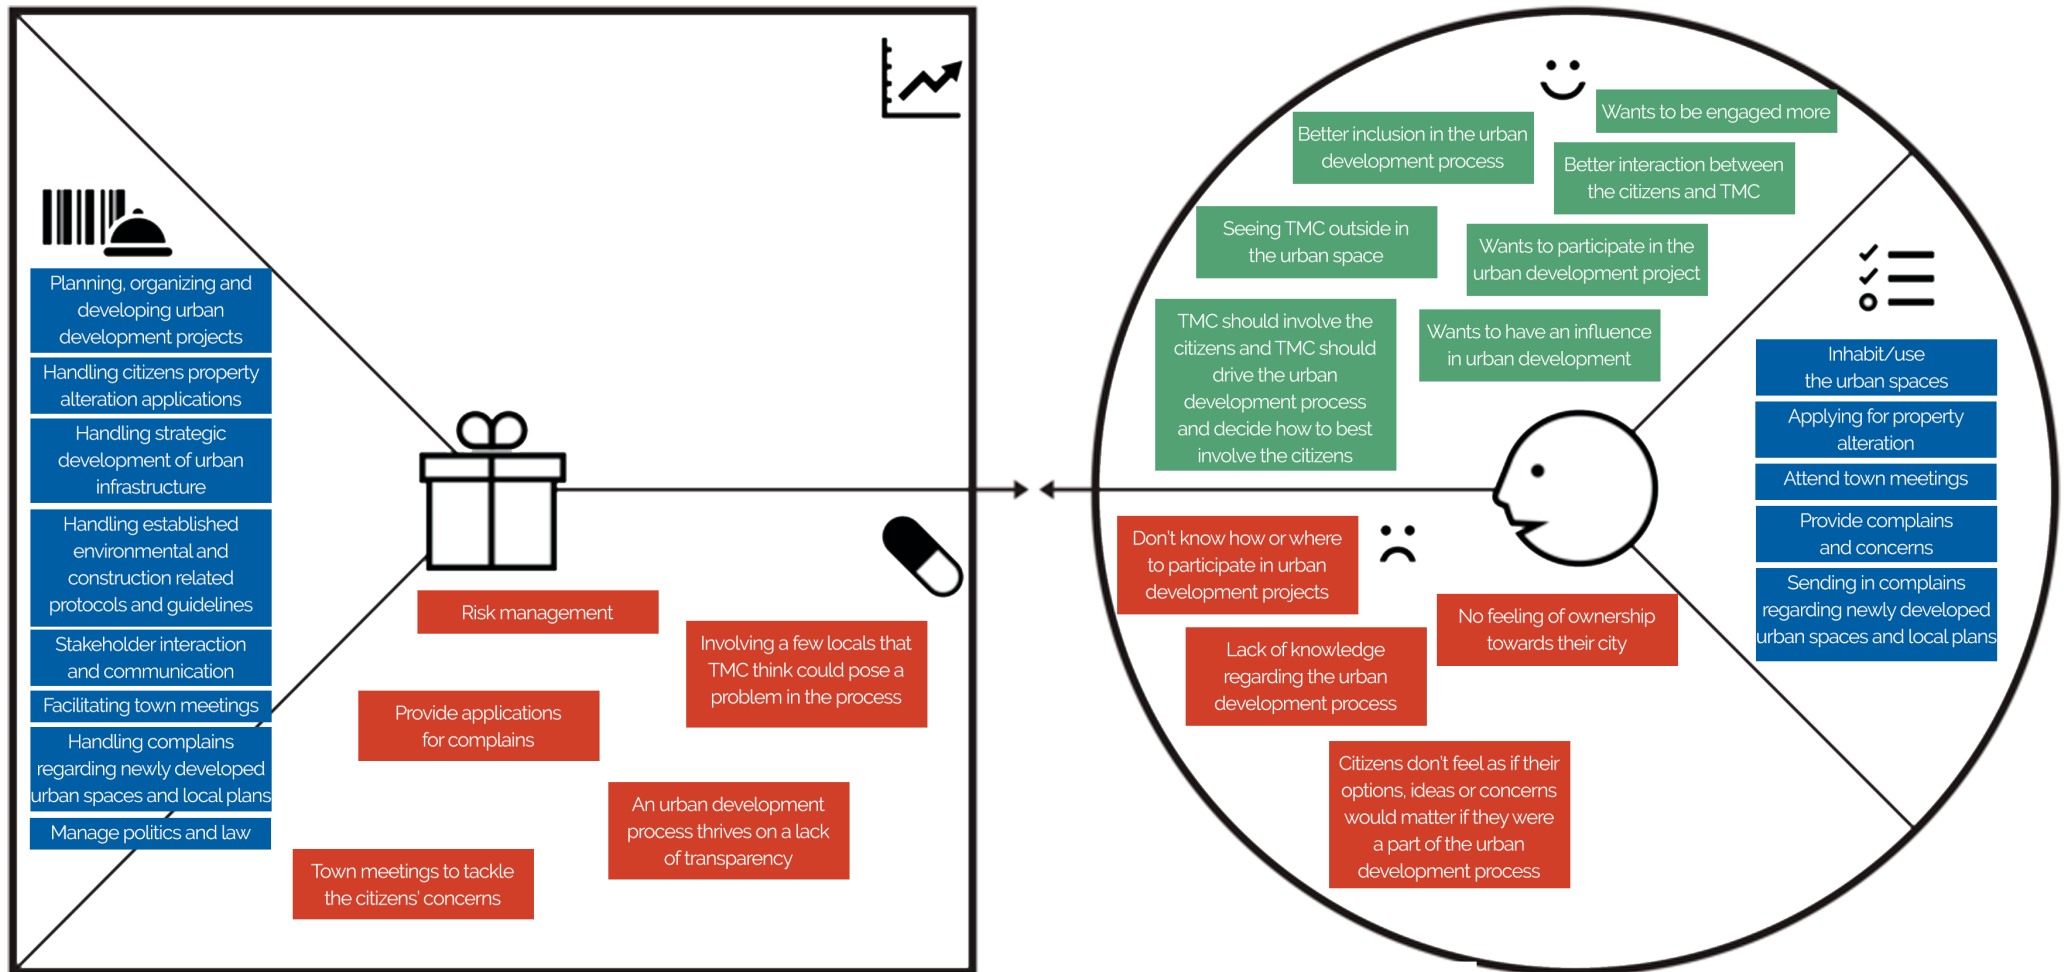 Planning, organizing and
developing urban
development projects
Handling citizens property
alteration applications
Handling strategic
development of urban
infrastructure
Handling established
environmental and
construction related
protocols and guidelines
Stakeholder interaction
and communication
Facilitating town meetings
Handling complains
regarding newly developed
urban spaces and local plans
Manage politics and law
Risk management
Involving a few locals that
TMC think could pose a
problem in the process
Provide applications
for complains
An urban development
process thrives on a lack
of transparency
Town meetings to tackle
the citizens' concerns
Wants to be engaged more
Better inclusion in the urban
development process
Better interaction between
the citizens and TMC
Seeing TMC outside in
the urban space
Wants to participate in the
urban development project
TMC should involve the
citizens and TMC should
drive the urban
development process
and decide how to best
involve the citizens
Wants to have an influence
in urban development
Don't know how or where
to participate in urban
development projects
No feeling of ownership
towards their city
Lack of knowledge
regarding the urban
development process
Citizens don't feel as if their
options, ideas or concerns
would matter if they were
a part of the urban
development process
Inhabit/use
the urban spaces
Applying for property
alteration
Attend town meetings
Provide complains
and concerns
Sending in complains
regarding newly developed
urban spaces and local plans